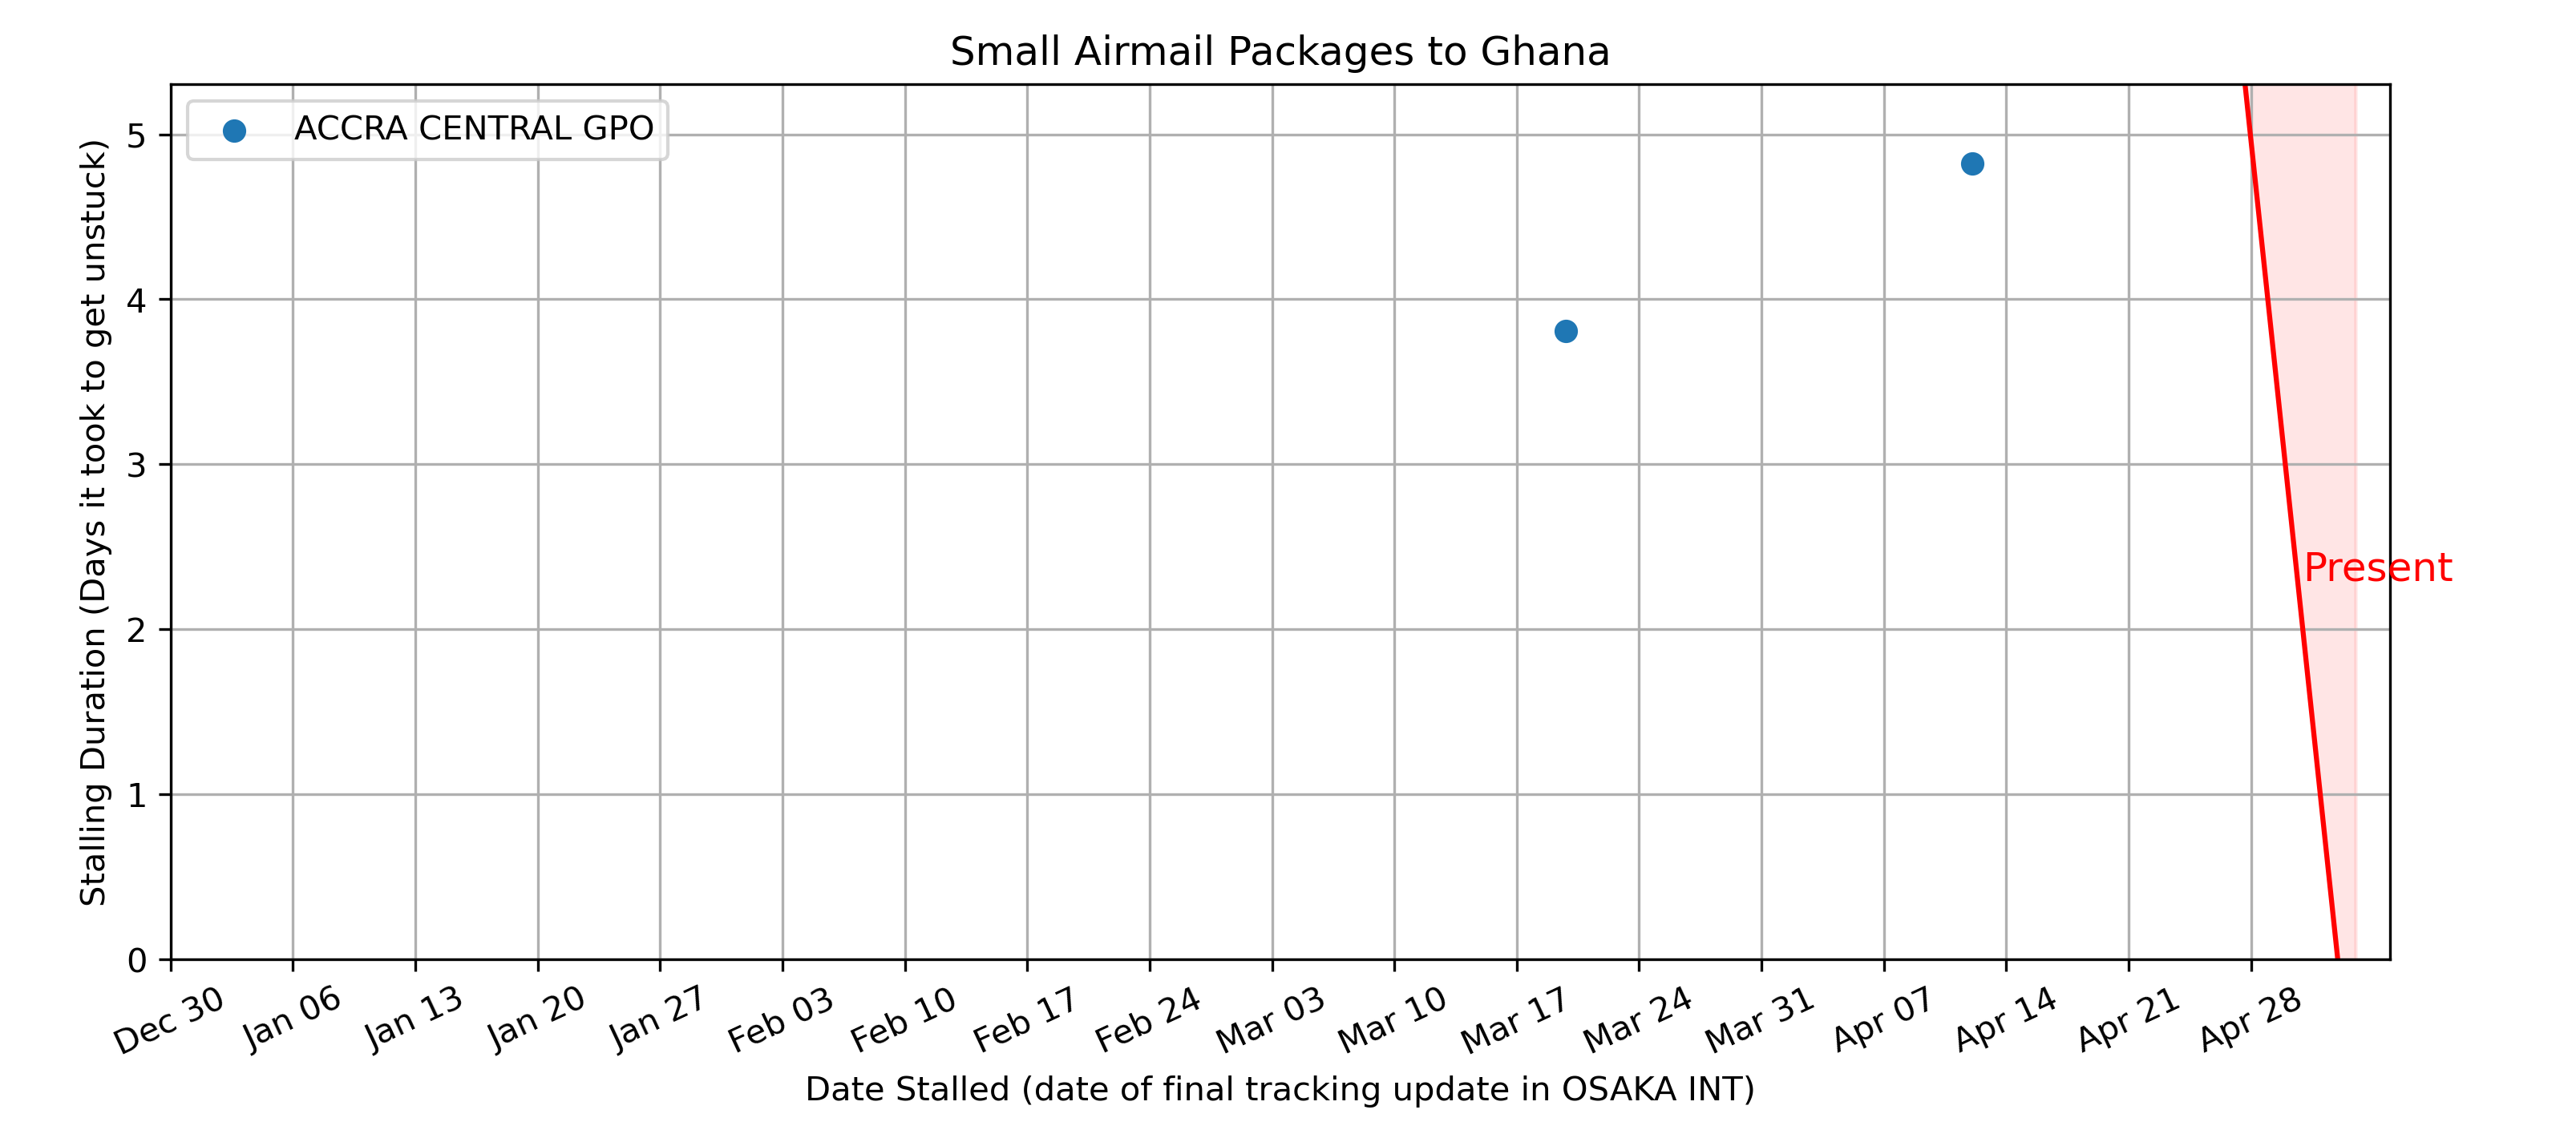 Small Airmail Packages to Ghana
ACCRA CENTRAL GPO
Stalling Duration (Days it took to get unstuck)
5
4
3
2
1
0
Present
Dec 30 Jan 06 Jan 13 Jan 20 Jan 27 Feb 03 Feb 10 Feb 17 Feb 24 Mar 03 Mar 10 Mar 17 Mar 24 Mar 31 Apr 07 Apr 14 Apr 21 Apr 28
Date Stalled (date of final tracking update in OSAKA INT)